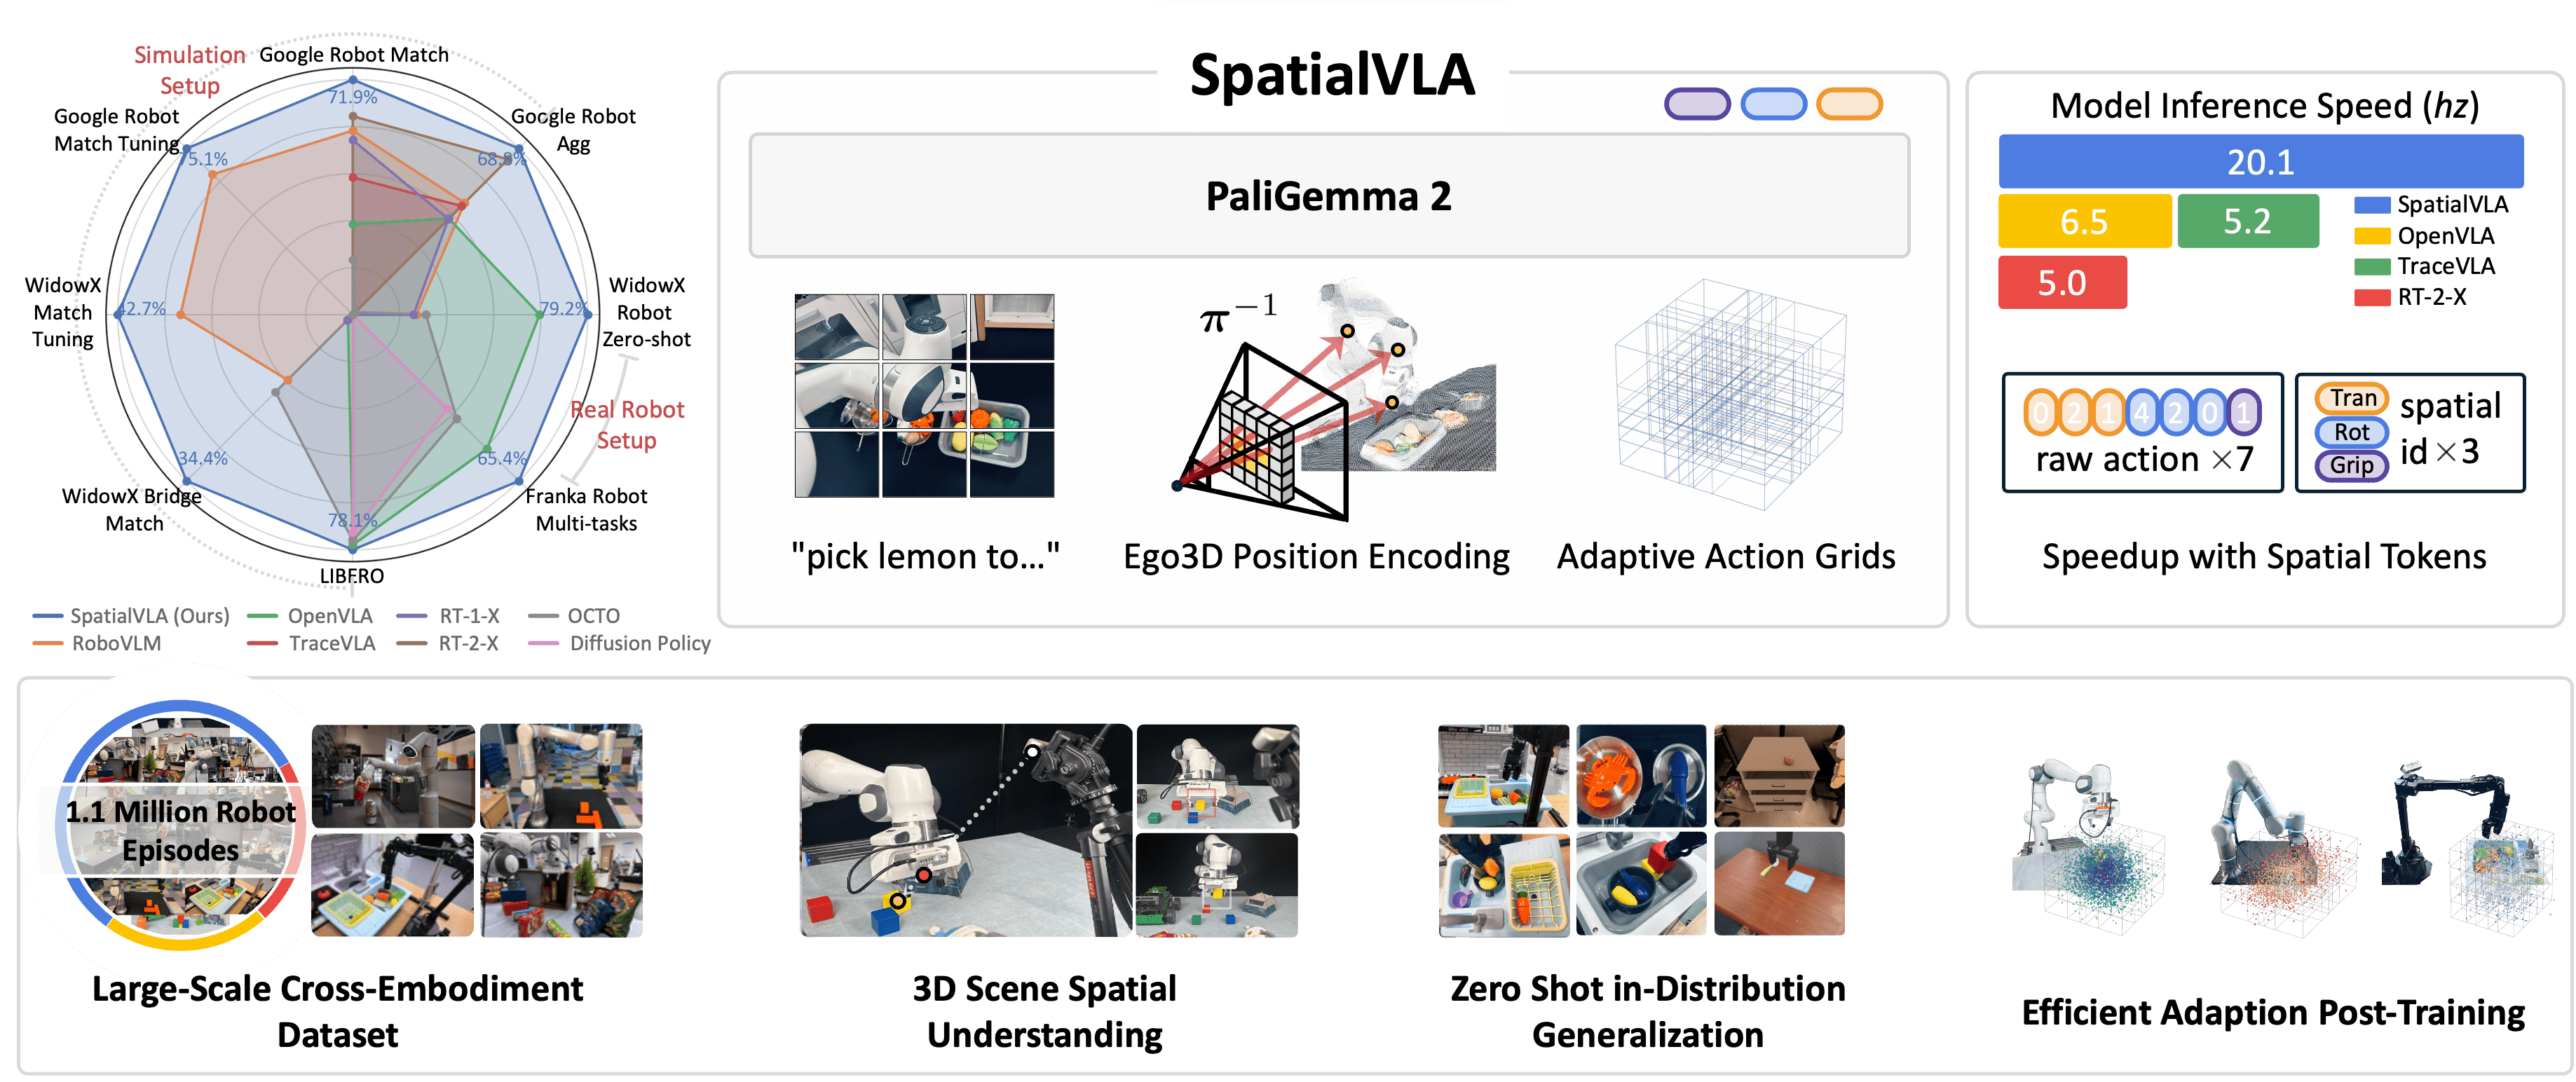 Simulation
Setup
Google Robot Match
71.9%
Google Robot
Agg
68.8%
WidowX
Robot
Zero-shot
79.2%
Real Robot
Setup
65.4%
Franka Robot
Multi-tasks
78.1%
LIBERO
34.4%
WidowX Bridge
Match
42.7%
WidowX
Match
Tuning
Google Robot
Match Tuning
75.1%
SpatialVLA (Ours)
OpenVLA
RT-1-X
OCTO
RoboVLM
TraceVLA
RT-2-X
Diffusion Policy
SpatialVLA
PaliGemma 2
π⁻¹
"pick lemon to..."
Ego3D Position Encoding
Adaptive Action Grids
Model Inference Speed (hz)
20.1
6.5
5.2
5.0
SpatialVLA
OpenVLA
TraceVLA
RT-2-X
0 2 1 4 2 0 1
raw action ×7
Tran
Rot
Grip
spatial
id×3
Speedup with Spatial Tokens
1.1 Million Robot
Episodes
Large-Scale Cross-Embodiment
Dataset
3D Scene Spatial
Understanding
Zero Shot in-Distribution
Generalization
Efficient Adaption Post-Training